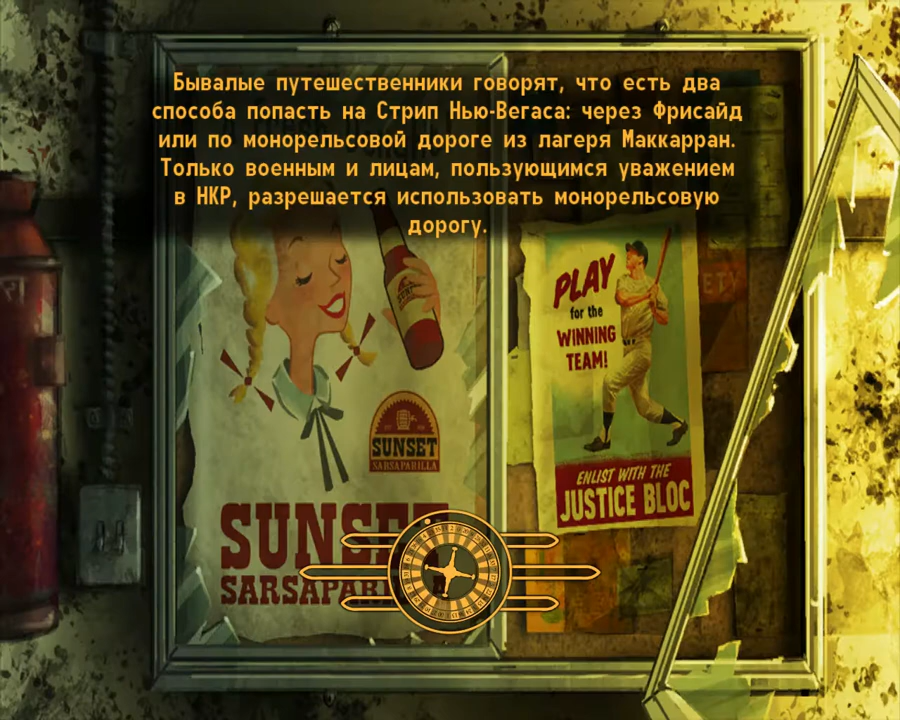 Бывалые путешественники говорят, что есть два
способа попасть на Стрип Нью-Вегаса: через Фрисайд
или по монорельсовой дороге из лагеря Маккарран.
Только военным и лицам, пользующимся уважением
в НКР, разрешается использовать монорельсовую
дорогу.
SUNSET
SARSAPARILLA
SUNSET
SARSAPARI
PLAY
for the
WINNING
TEAM!
ENLIST WITH THE
JUSTICE BLOC
ETY